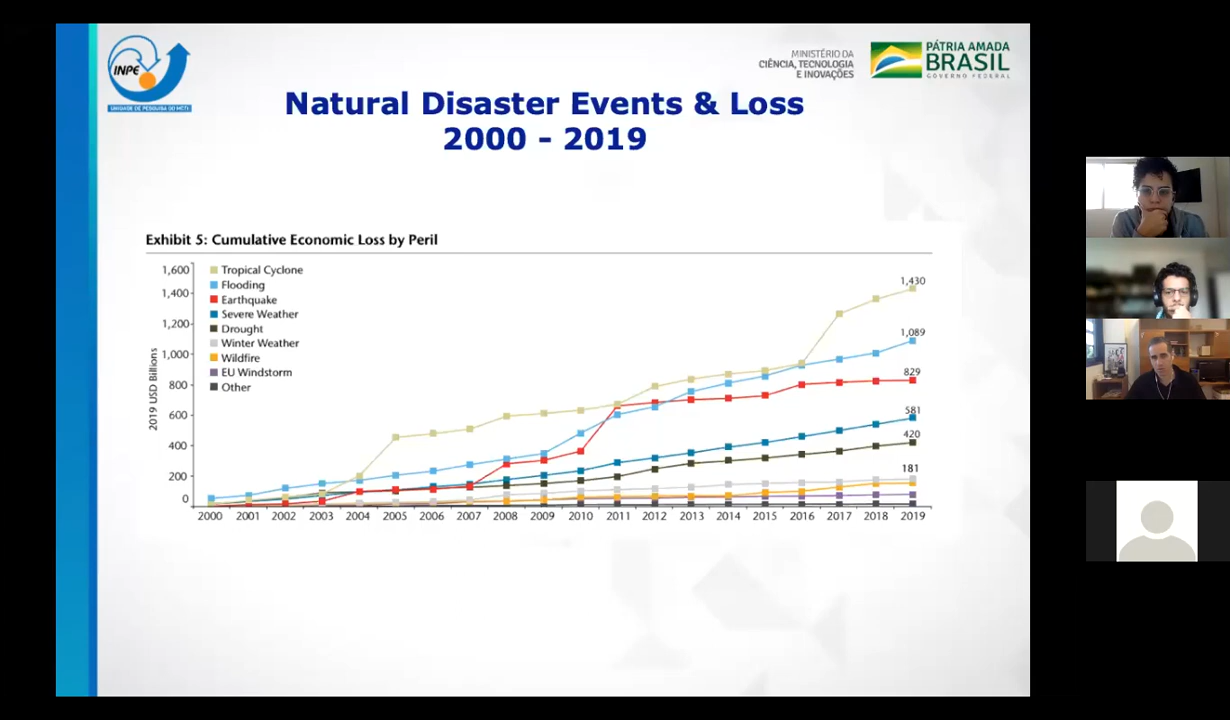 INPE
UNIDADE DE PESQUISA DO MCTI
MINISTÉRIO DA
CIÊNCIA, TECNOLOGIA
E INOVAÇÕES
PÁTRIA AMADA
BRASIL
GOVERNO FEDERAL
Natural Disaster Events & Loss
2000 - 2019
Exhibit 5: Cumulative Economic Loss by Peril
2019 USD Billions
1,600
1,400
1,200
1,000
800
600
400
200
0
Tropical Cyclone
Flooding
Earthquake
Severe Weather
Drought
Winter Weather
Wildfire
EU Windstorm
Other
1,430
1,089
829
581
420
181
2000 2001 2002 2003 2004 2005 2006 2007 2008 2009 2010 2011 2012 2013 2014 2015 2016 2017 2018 2019